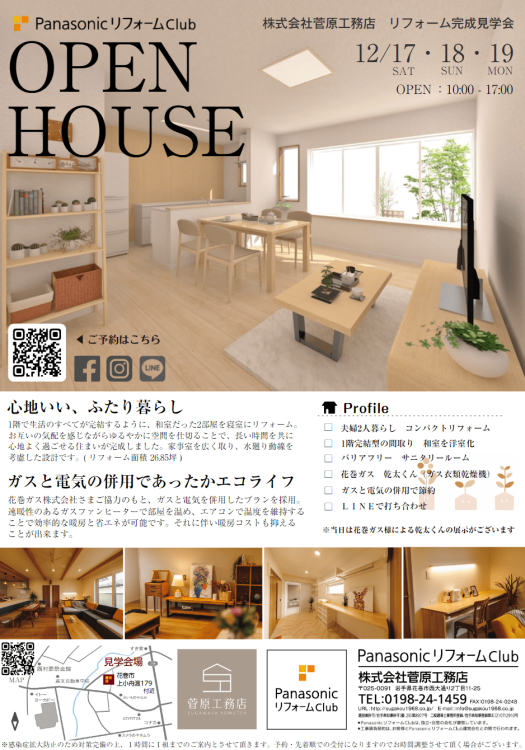 Panasonic リフォームClub
株式会社菅原工務店 リフォーム完成見学会
OPEN
HOUSE
12/17・18・19
SAT SUN MON
OPEN:10:00 - 17:00
◀ ご予約はこちら
LINE
心地いい、ふたり暮らし
1階で生活のすべてが完結するように、和室だった2部屋を寝室にリフォーム。
お互いの気配を感じながらゆるやかに空間を仕切ることで、長い時間を共に
心地よく過ごせる住まいが完成しました。家事室を広く取り、水廻り動線を
考慮した設計です。( リフォーム面積 26.85坪 )
ガスと電気の併用であったかエコライフ
花巻ガス株式会社さまご協力のもと、ガスと電気を併用したプランを採用。
速暖性のあるガスファンヒーターで部屋を温め、エアコンで温度を維持する
ことで効率的な暖房と省エネが可能です。それに伴い暖房コストも抑える
ことが出来ます。
Profile
□ 夫婦2人暮らし コンパクトリフォーム
□ 1階完結型の間取り 和室を洋室化
□ バリアフリー サニタリールーム
□ 花巻ガス 乾太くん(ガス衣類乾燥機)
□ ガスと電気の併用で節約
□ LINEで打ち合わせ
※当日は花巻ガス様による乾太くんの展示がございます
MAP
見学会場
花巻市
上小舟渡179
付近
菅原工務店
Panasonic
リフォームClub
Panasonic リフォームClub
株式会社菅原工務店
〒025-0091 岩手県花巻市西大通り2丁目11-25
TEL:0198-24-1459 FAX:0198-24-0248
※感染症拡大防止のため対策完備の上、1時間に1組までのご案内とさせて頂きます。予約・先着順での受付になりますのでお時間調整させて頂く場合がございます